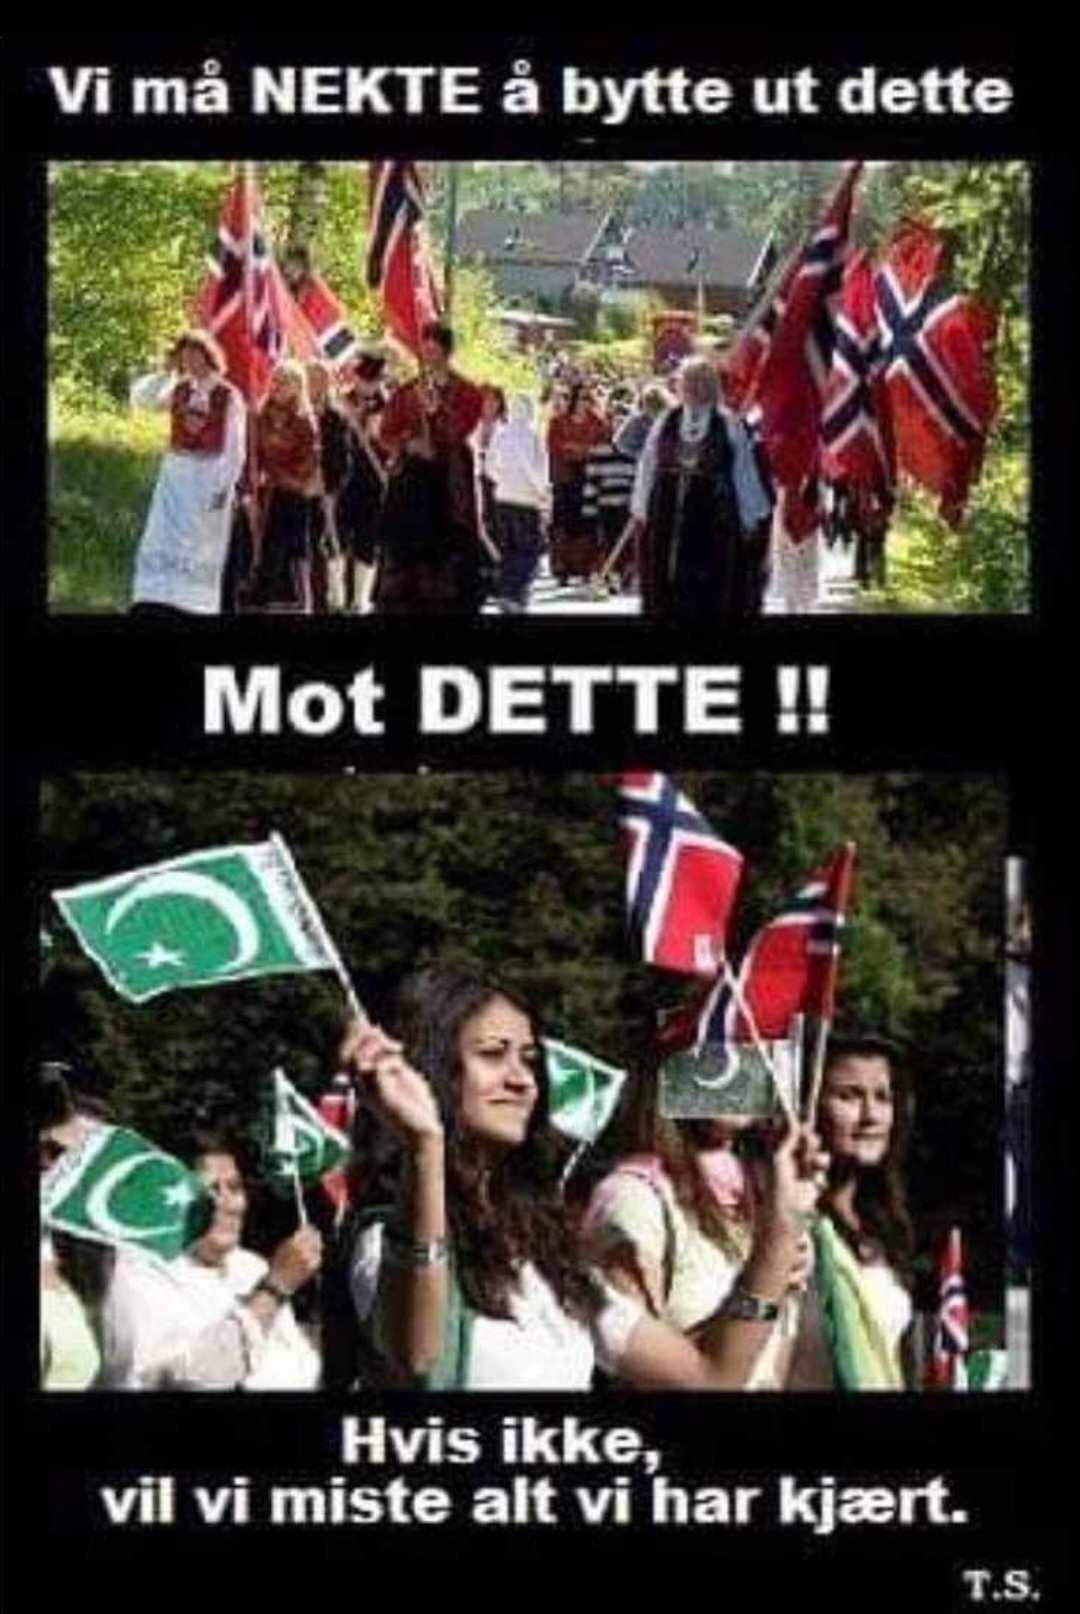 Vi må NEKTE å bytte ut dette
Mot DETTE !!
Hvis ikke,
vil vi miste alt vi har kjært.
T.S.